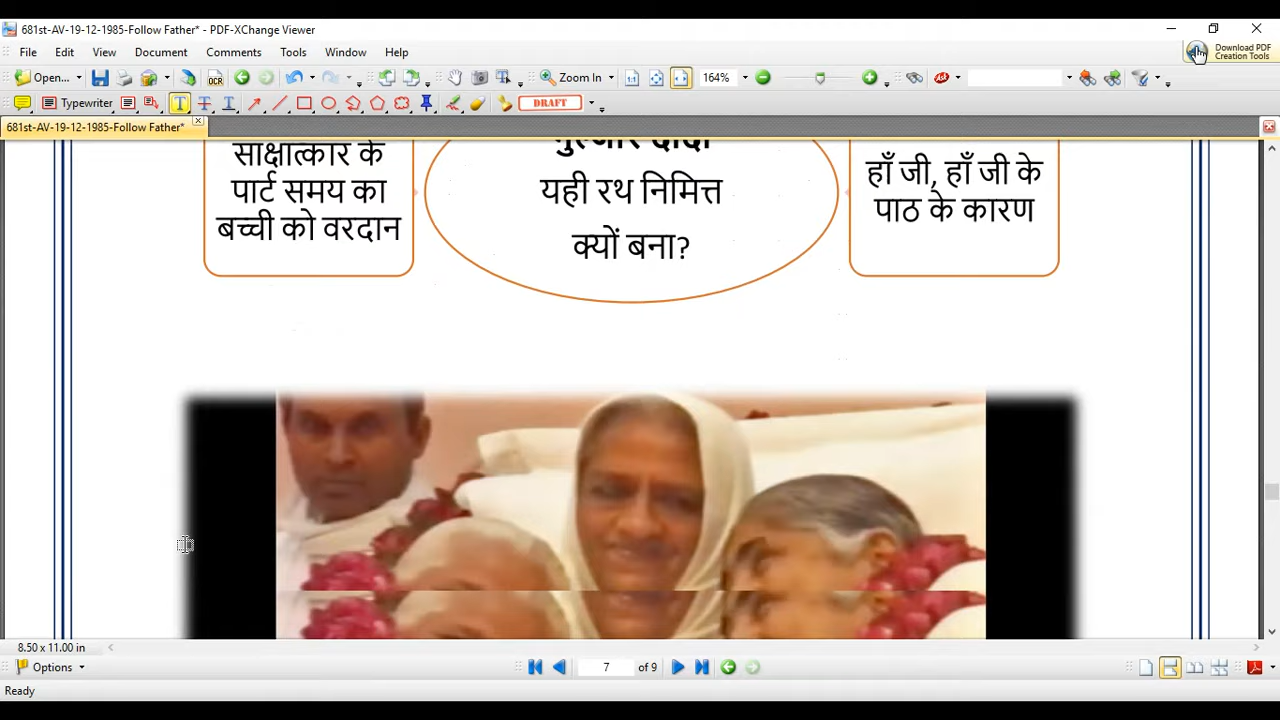 681st-AV-19-12-1985-Follow Father* - PDF-XChange Viewer
File Edit View Document Comments Tools Window Help
Download PDF
Creation Tools
Open... OCR Zoom In 164%
Typewriter DRAFT
681st-AV-19-12-1985-Follow Father*
साक्षात्कार के
पार्ट समय का
बच्ची को वरदान
यही रथ निमित्त
क्यों बना?
हाँ जी, हाँ जी के
पाठ के कारण
8.50 x 11.00 in
Options 7 of 9
Ready